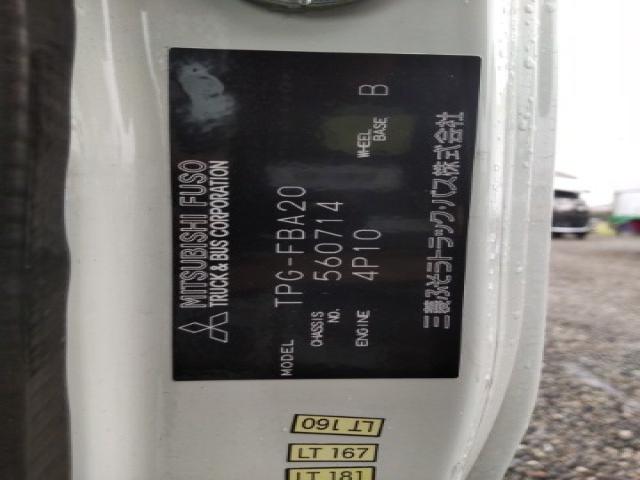 MITSUBISHI FUSO
TRUCK & BUS CORPORATION
MODEL TPG-FBA20
CHASSIS NO. 560714
ENGINE 4P10 WHEEL BASE B
三菱ふそうトラック・バス株式会社
LT 160
LT 167
LT 181